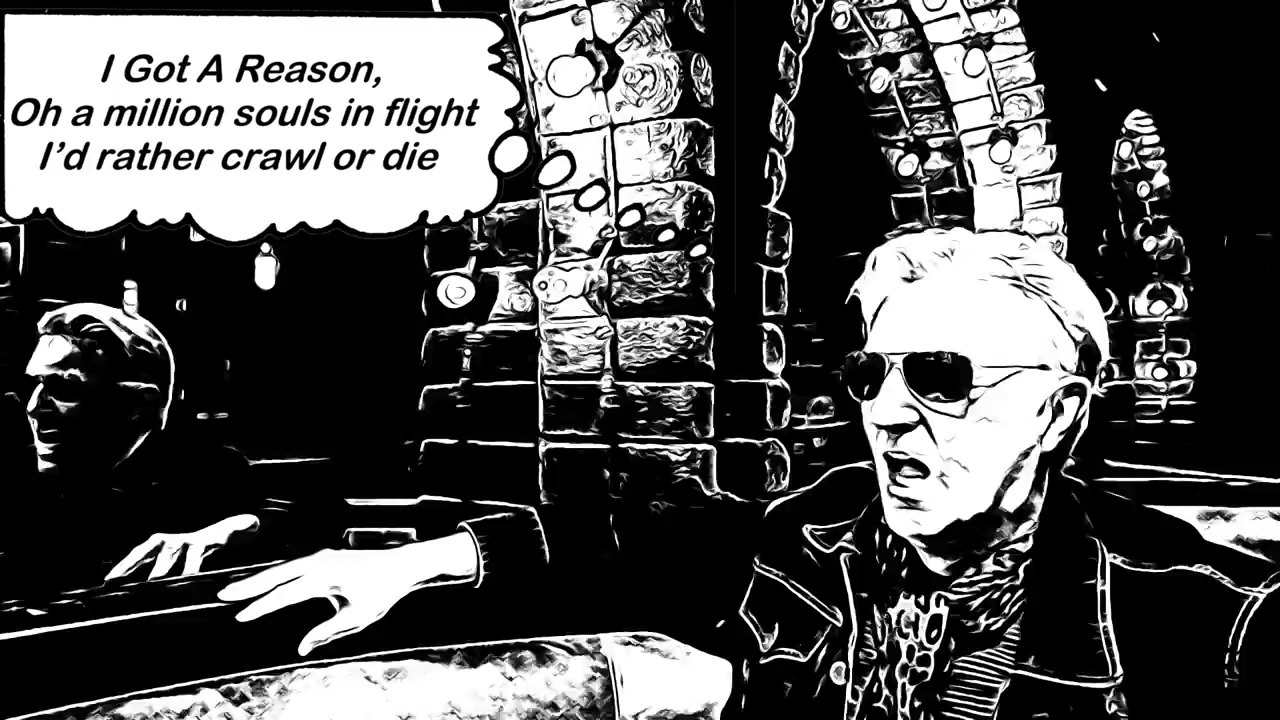 I Got A Reason,
Oh a million souls in flight
I'd rather crawl or die